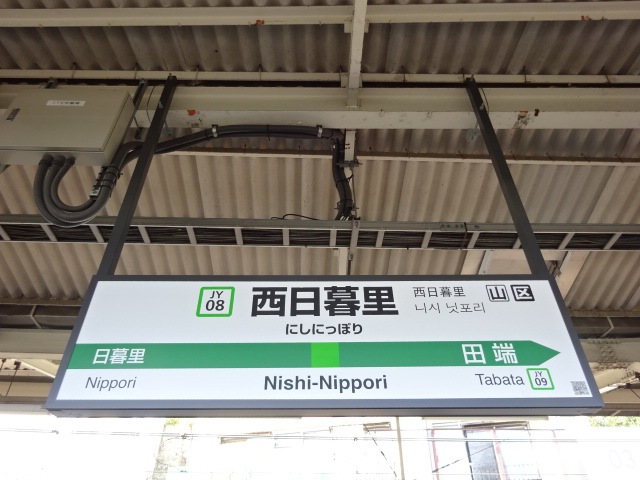 JY
08
西日暮里
にしにっぽり
西日暮里
니시 닛포리
山 区
日暮里
田端
Nippori
Nishi-Nippori
Tabata
JY
09